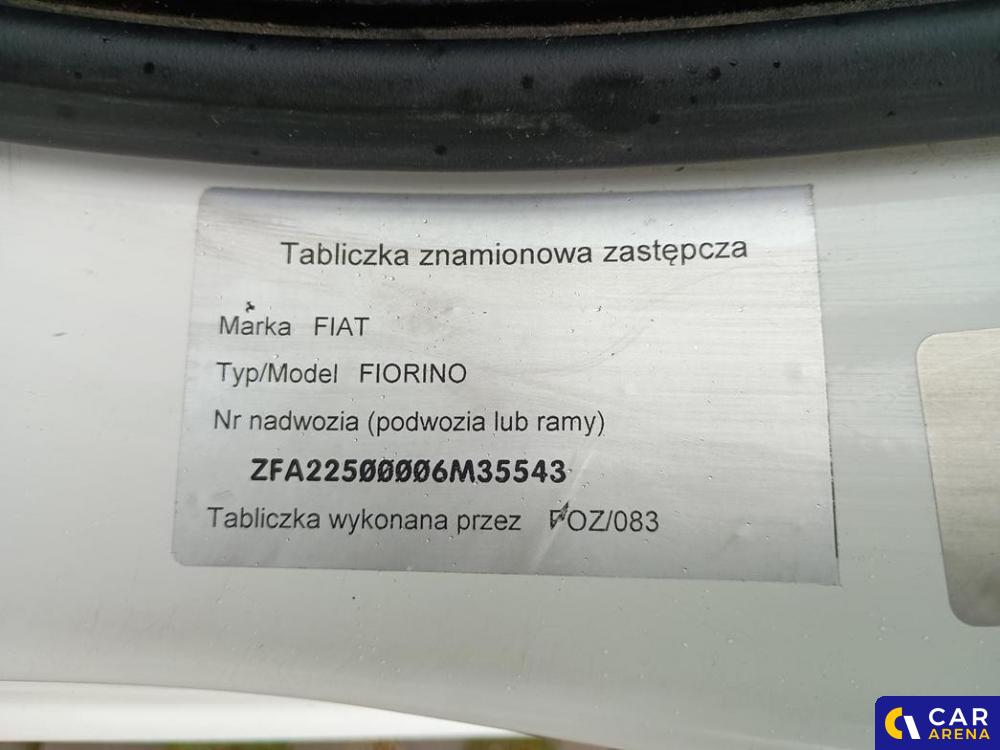 Tabliczka znamionowa zastępcza
Marka FIAT
Typ/Model FIORINO
Nr nadwozia (podwozia lub ramy)
ZFA22500006M35543
Tabliczka wykonana przez POZ/083
CAR
ARENA